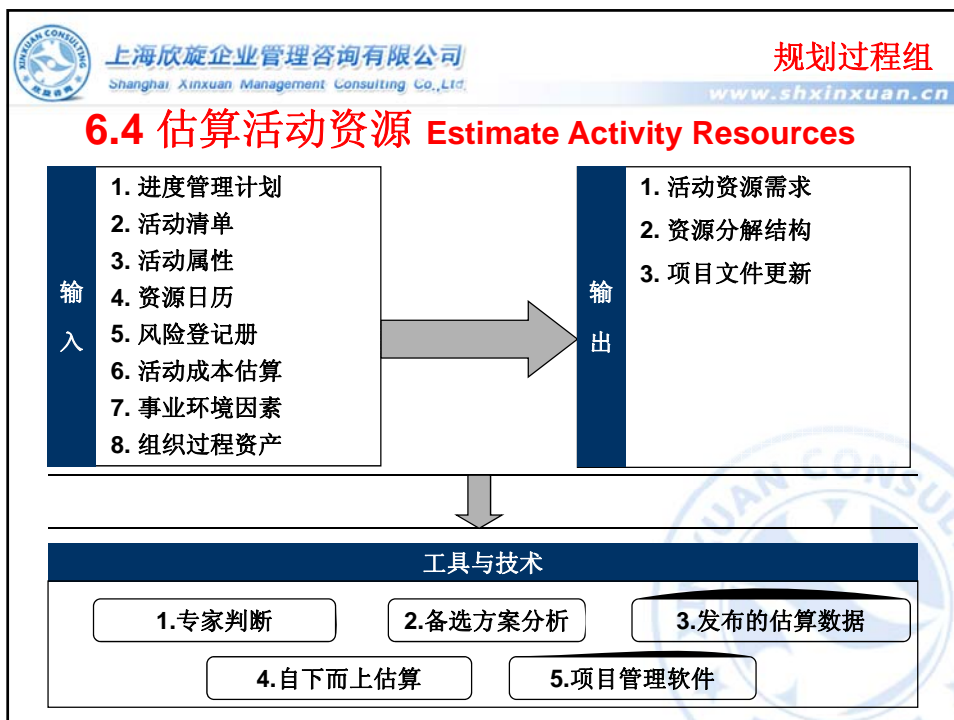 上海欣旋企业管理咨询有限公司
Shanghai Xinxuan Management Consulting Co.,Ltd.
规划过程组
www.shxinxuan.cn
6.4 估算活动资源 Estimate Activity Resources
输入
1. 进度管理计划
2. 活动清单
3. 活动属性
4. 资源日历
5. 风险登记册
6. 活动成本估算
7. 事业环境因素
8. 组织过程资产
输出
1. 活动资源需求
2. 资源分解结构
3. 项目文件更新
工具与技术
1.专家判断
2.备选方案分析
3.发布的估算数据
4.自下而上估算
5.项目管理软件